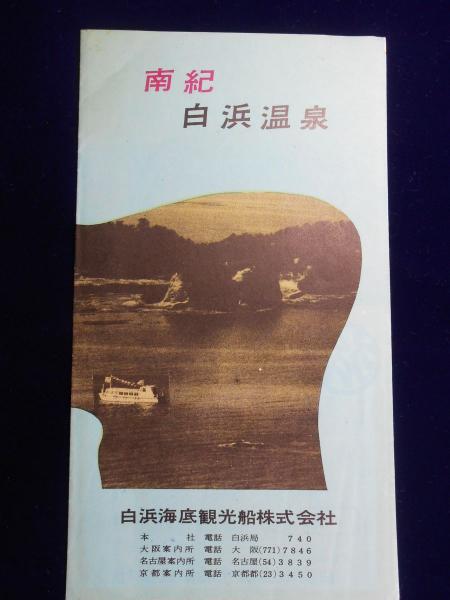 南紀
白浜温泉
白浜海底観光船株式会社
本社 電話 白浜局 740
大阪案内所 電話 大阪(771)7846
名古屋案内所 電話 名古屋(54)3839
京都案内所 電話 京都都(23)3450